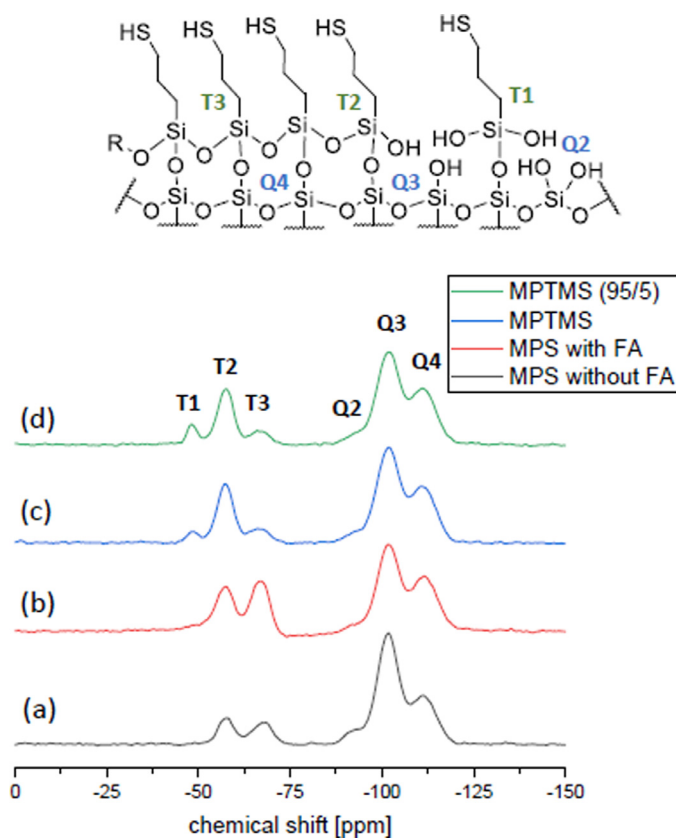 HS HS HS HS HS
T3 T2 T1
Si Si Si Si Si
R O O O O OH HO OH Q2
O O O O OH O HO OH
Q4 Q3
O Si O Si O Si O Si O Si O Si O Si O
MPTMS (95/5)
MPTMS
MPS with FA
MPS without FA
Q3
T2 Q4
T1 T3 Q2
(d)
(c)
(b)
(a)
0 -25 -50 -75 -100 -125 -150
chemical shift [ppm]